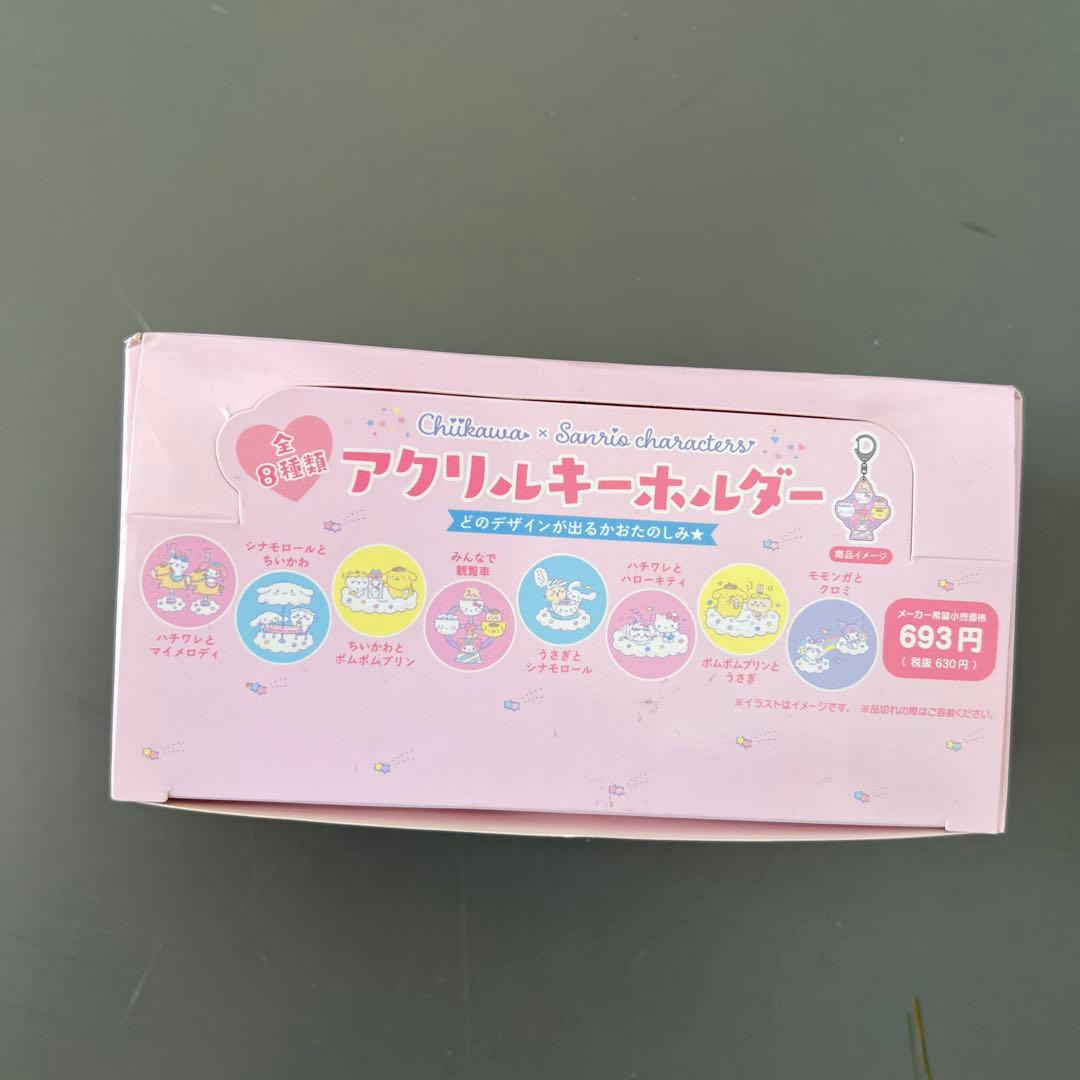 Chiikawa × Sanrio characters
全
8種類
アクリルキーホルダー
どのデザインが出るかおたのしみ★
商品イメージ
ハチワレと
マイメロディ
シナモロールと
ちいかわ
ちいかわと
ポムポムプリン
みんなで
観覧車
うさぎと
シナモロール
ハチワレと
ハローキティ
ポムポムプリンと
うさぎ
モモンガと
クロミ
メーカー希望小売価格
693円
(税抜 630円)
※イラストはイメージです。 ※品切れの際はご容赦ください。